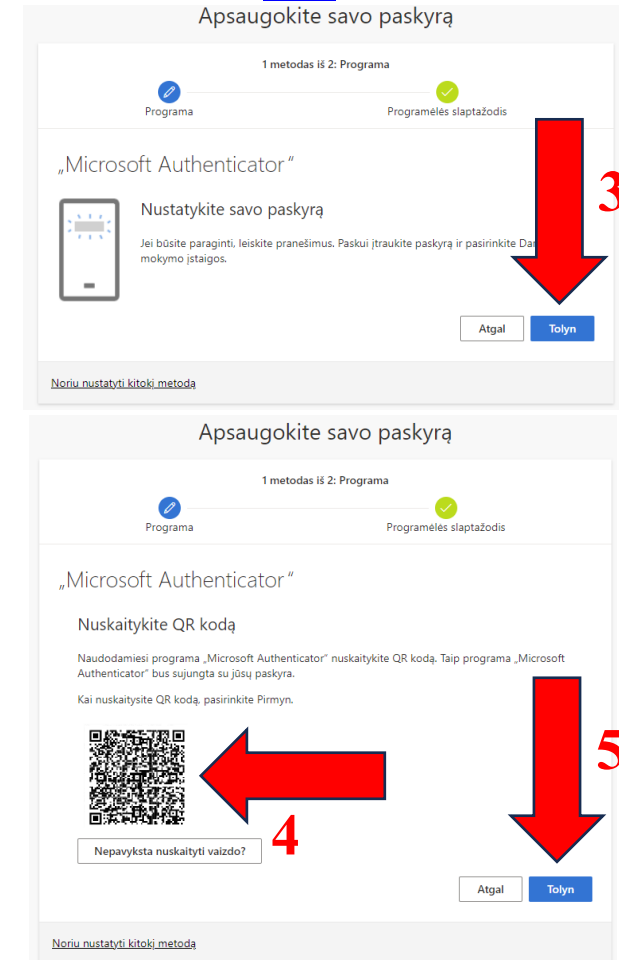 Apsaugokite savo paskyrą
1 metodas iš 2: Programa
Programa
Programėlės slaptažodis
„Microsoft Authenticator“
3
Nustatykite savo paskyrą
Jei būsite paraginti, leiskite pranešimus. Paskui įtraukite paskyrą ir pasirinkite
mokymo įstaigos.
Atgal
Tolyn
Noriu nustatyti kitokį metodą
Apsaugokite savo paskyrą
1 metodas iš 2: Programa
Programa
Programėlės slaptažodis
„Microsoft Authenticator“
Nuskaitykite QR kodą
Naudodamiesi programa „Microsoft Authenticator“ nuskaitykite QR kodą. Taip programa „Microsoft
Authenticator“ bus sujungta su jūsų paskyra.
Kai nuskaitysite QR kodą, pasirinkite Pirmyn.
5
4
Nepavyksta nuskaityti vaizdo?
Atgal
Tolyn
Noriu nustatyti kitokį metodą